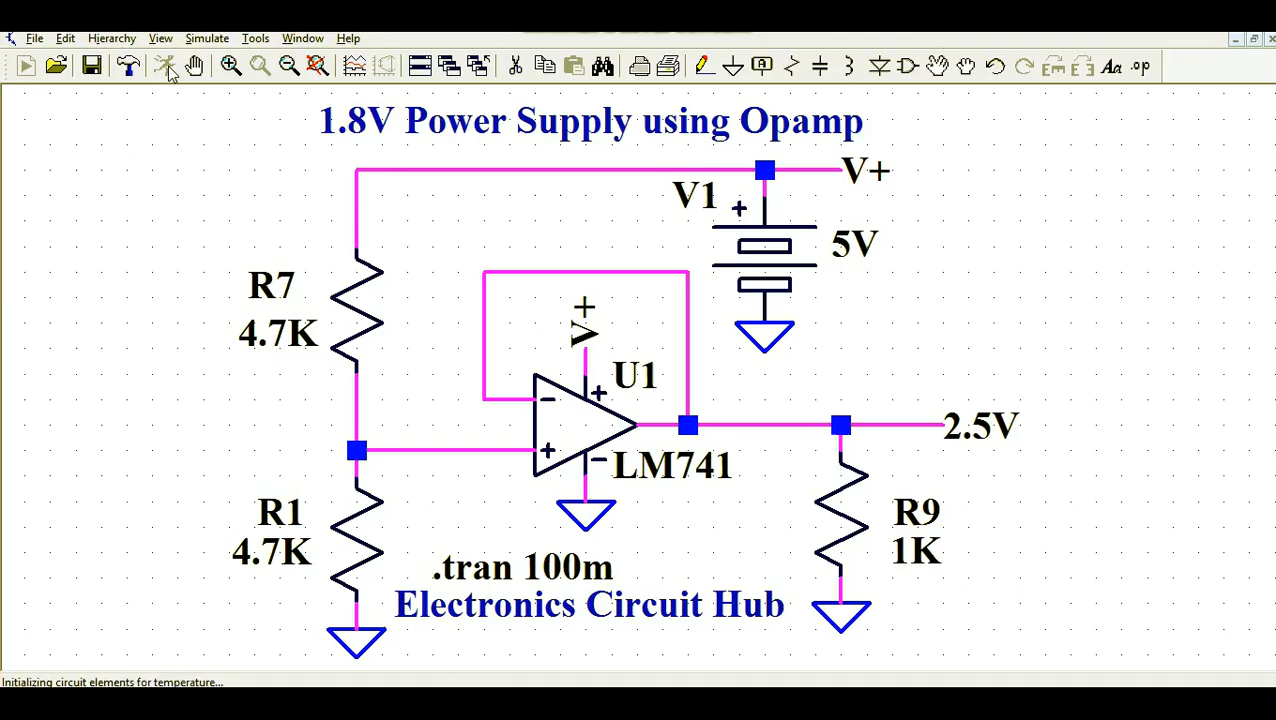 File Edit Hierarchy View Simulate Tools Window Help
.op
1.8V Power Supply using Opamp
V+
V1
+
5V
R7
4.7K
V+
U1
+
-
+
-
LM741
2.5V
R1
4.7K
R9
1K
.tran 100m
Electronics Circuit Hub
Initializing circuit elements for temperature...